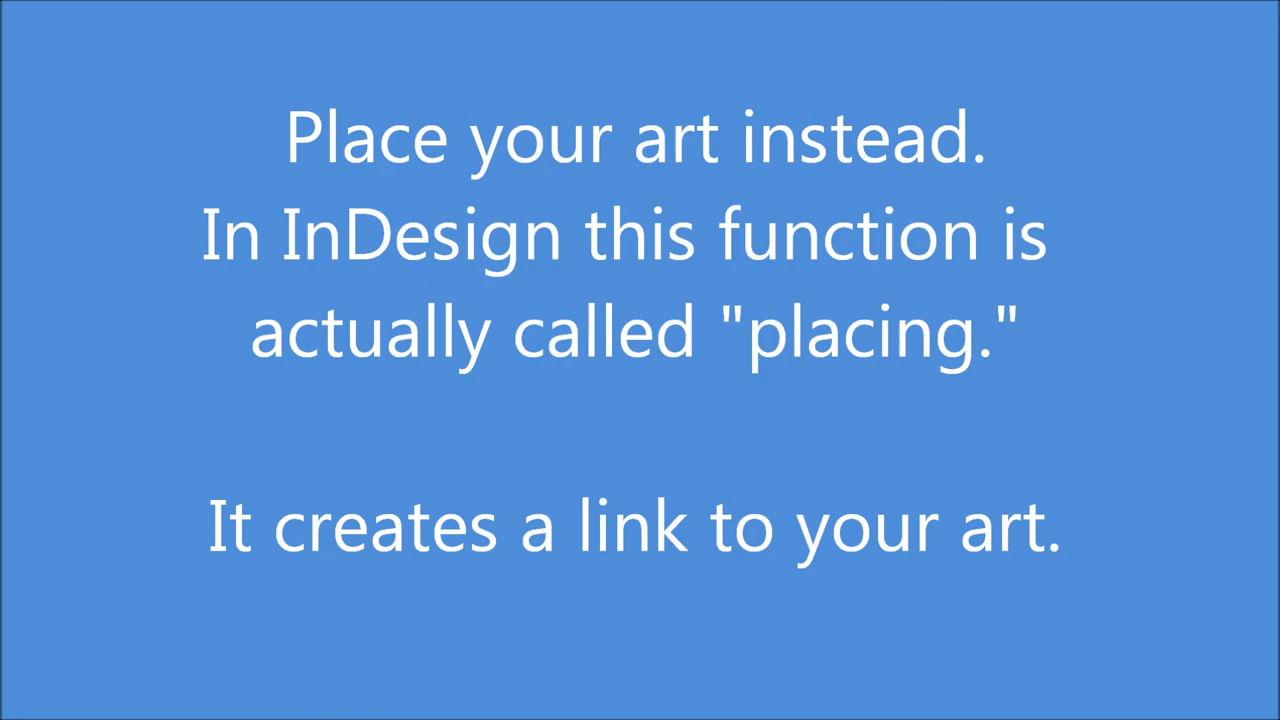 Place your art instead.
In InDesign this function is
actually called "placing."
It creates a link to your art.